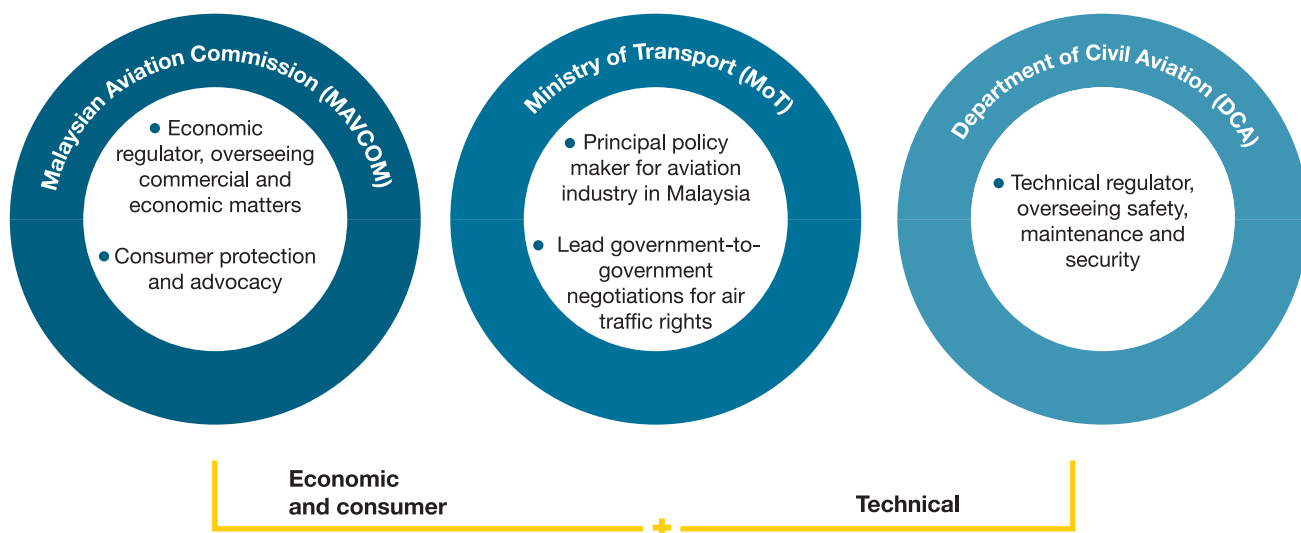 Malaysian Aviation Commission (MAVCOM)
• Economic
regulator, overseeing
commercial and
economic matters
• Consumer protection
and advocacy
Ministry of Transport (MoT)
• Principal policy
maker for aviation
industry in Malaysia
• Lead government-to-
government
negotiations for air
traffic rights
Department of Civil Aviation (DCA)
• Technical regulator,
overseeing safety,
maintenance and
security
Economic
and consumer
Technical
+